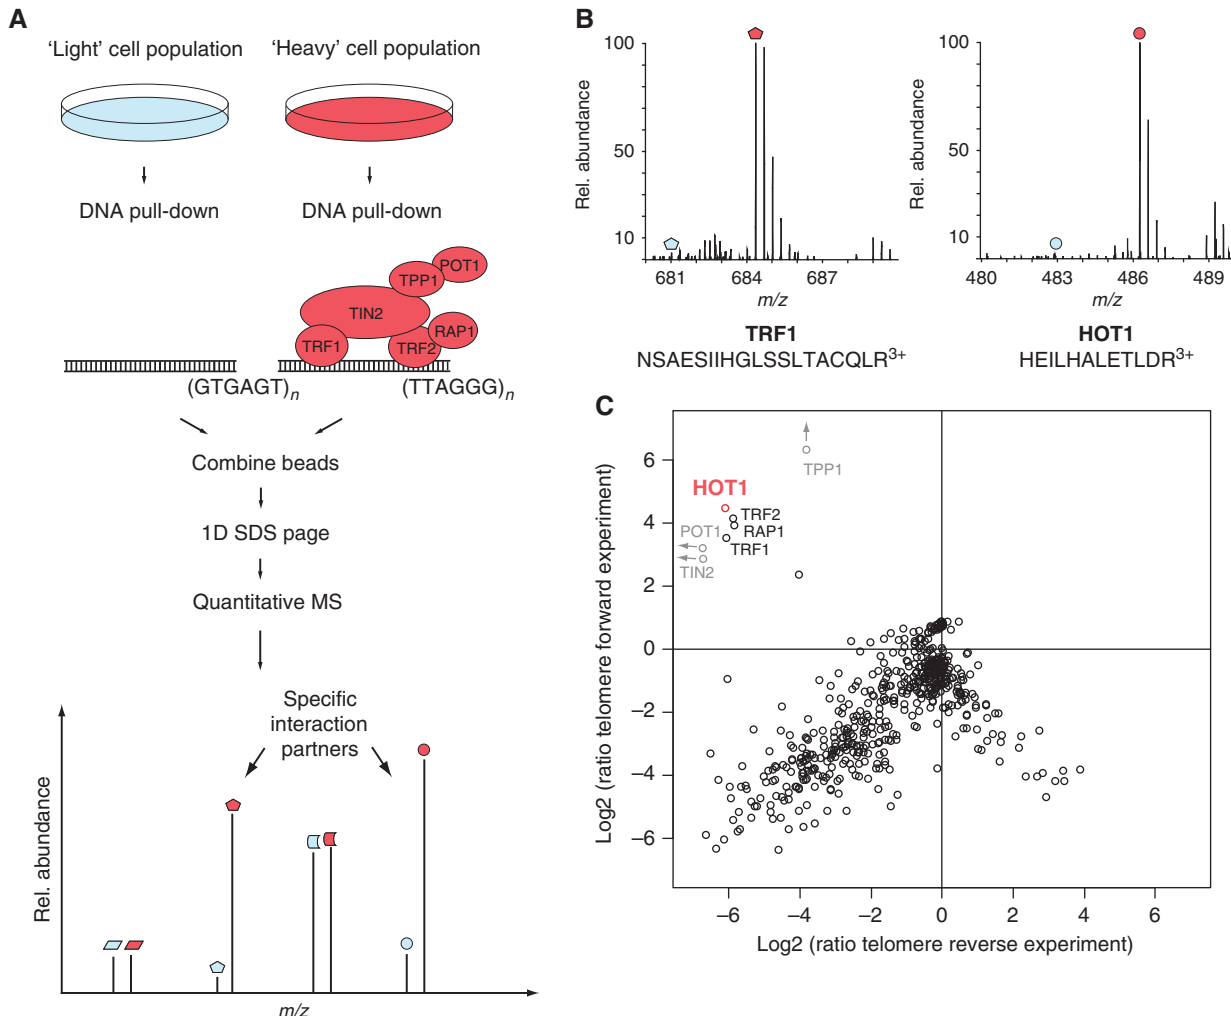 A
'Light' cell population
'Heavy' cell population
DNA pull-down
DNA pull-down
POT1
TPP1
TIN2
RAP1
TRF1
TRF2
(GTGAGT)n
(TTAGGG)n
Combine beads
1D SDS page
Quantitative MS
Specific
interaction
partners
Rel. abundance
m/z
B
Rel. abundance
100
50
10
681
684
687
m/z
TRF1
NSAESIIHGLSSLTACQLR3+
Rel. abundance
100
50
10
480
483
486
489
m/z
HOT1
HEILHALETLDR3+
C
Log2 (ratio telomere forward experiment)
6
4
2
0
−2
−4
−6
TPP1
HOT1
TRF2
POT1
RAP1
TRF1
TIN2
−6
−4
−2
0
2
4
6
Log2 (ratio telomere reverse experiment)